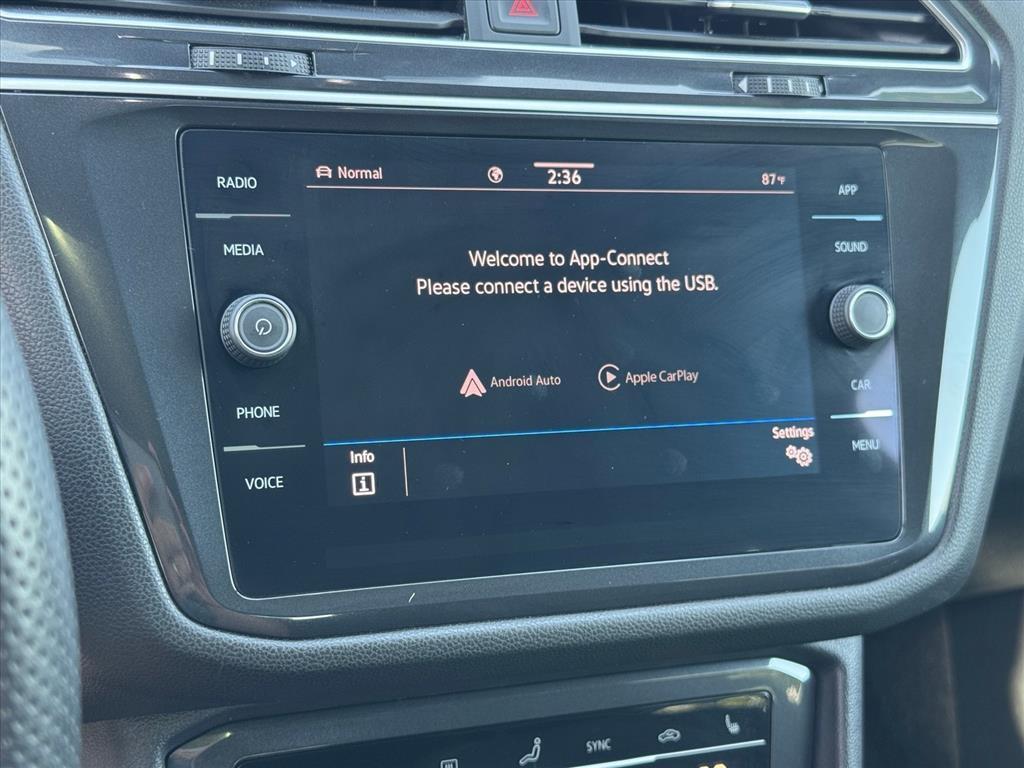 RADIO
MEDIA
PHONE
VOICE
Normal
2:36
87°F
Welcome to App-Connect
Please connect a device using the USB.
Android Auto
Apple CarPlay
Info
i
Settings
APP
SOUND
CAR
MENU
SYNC